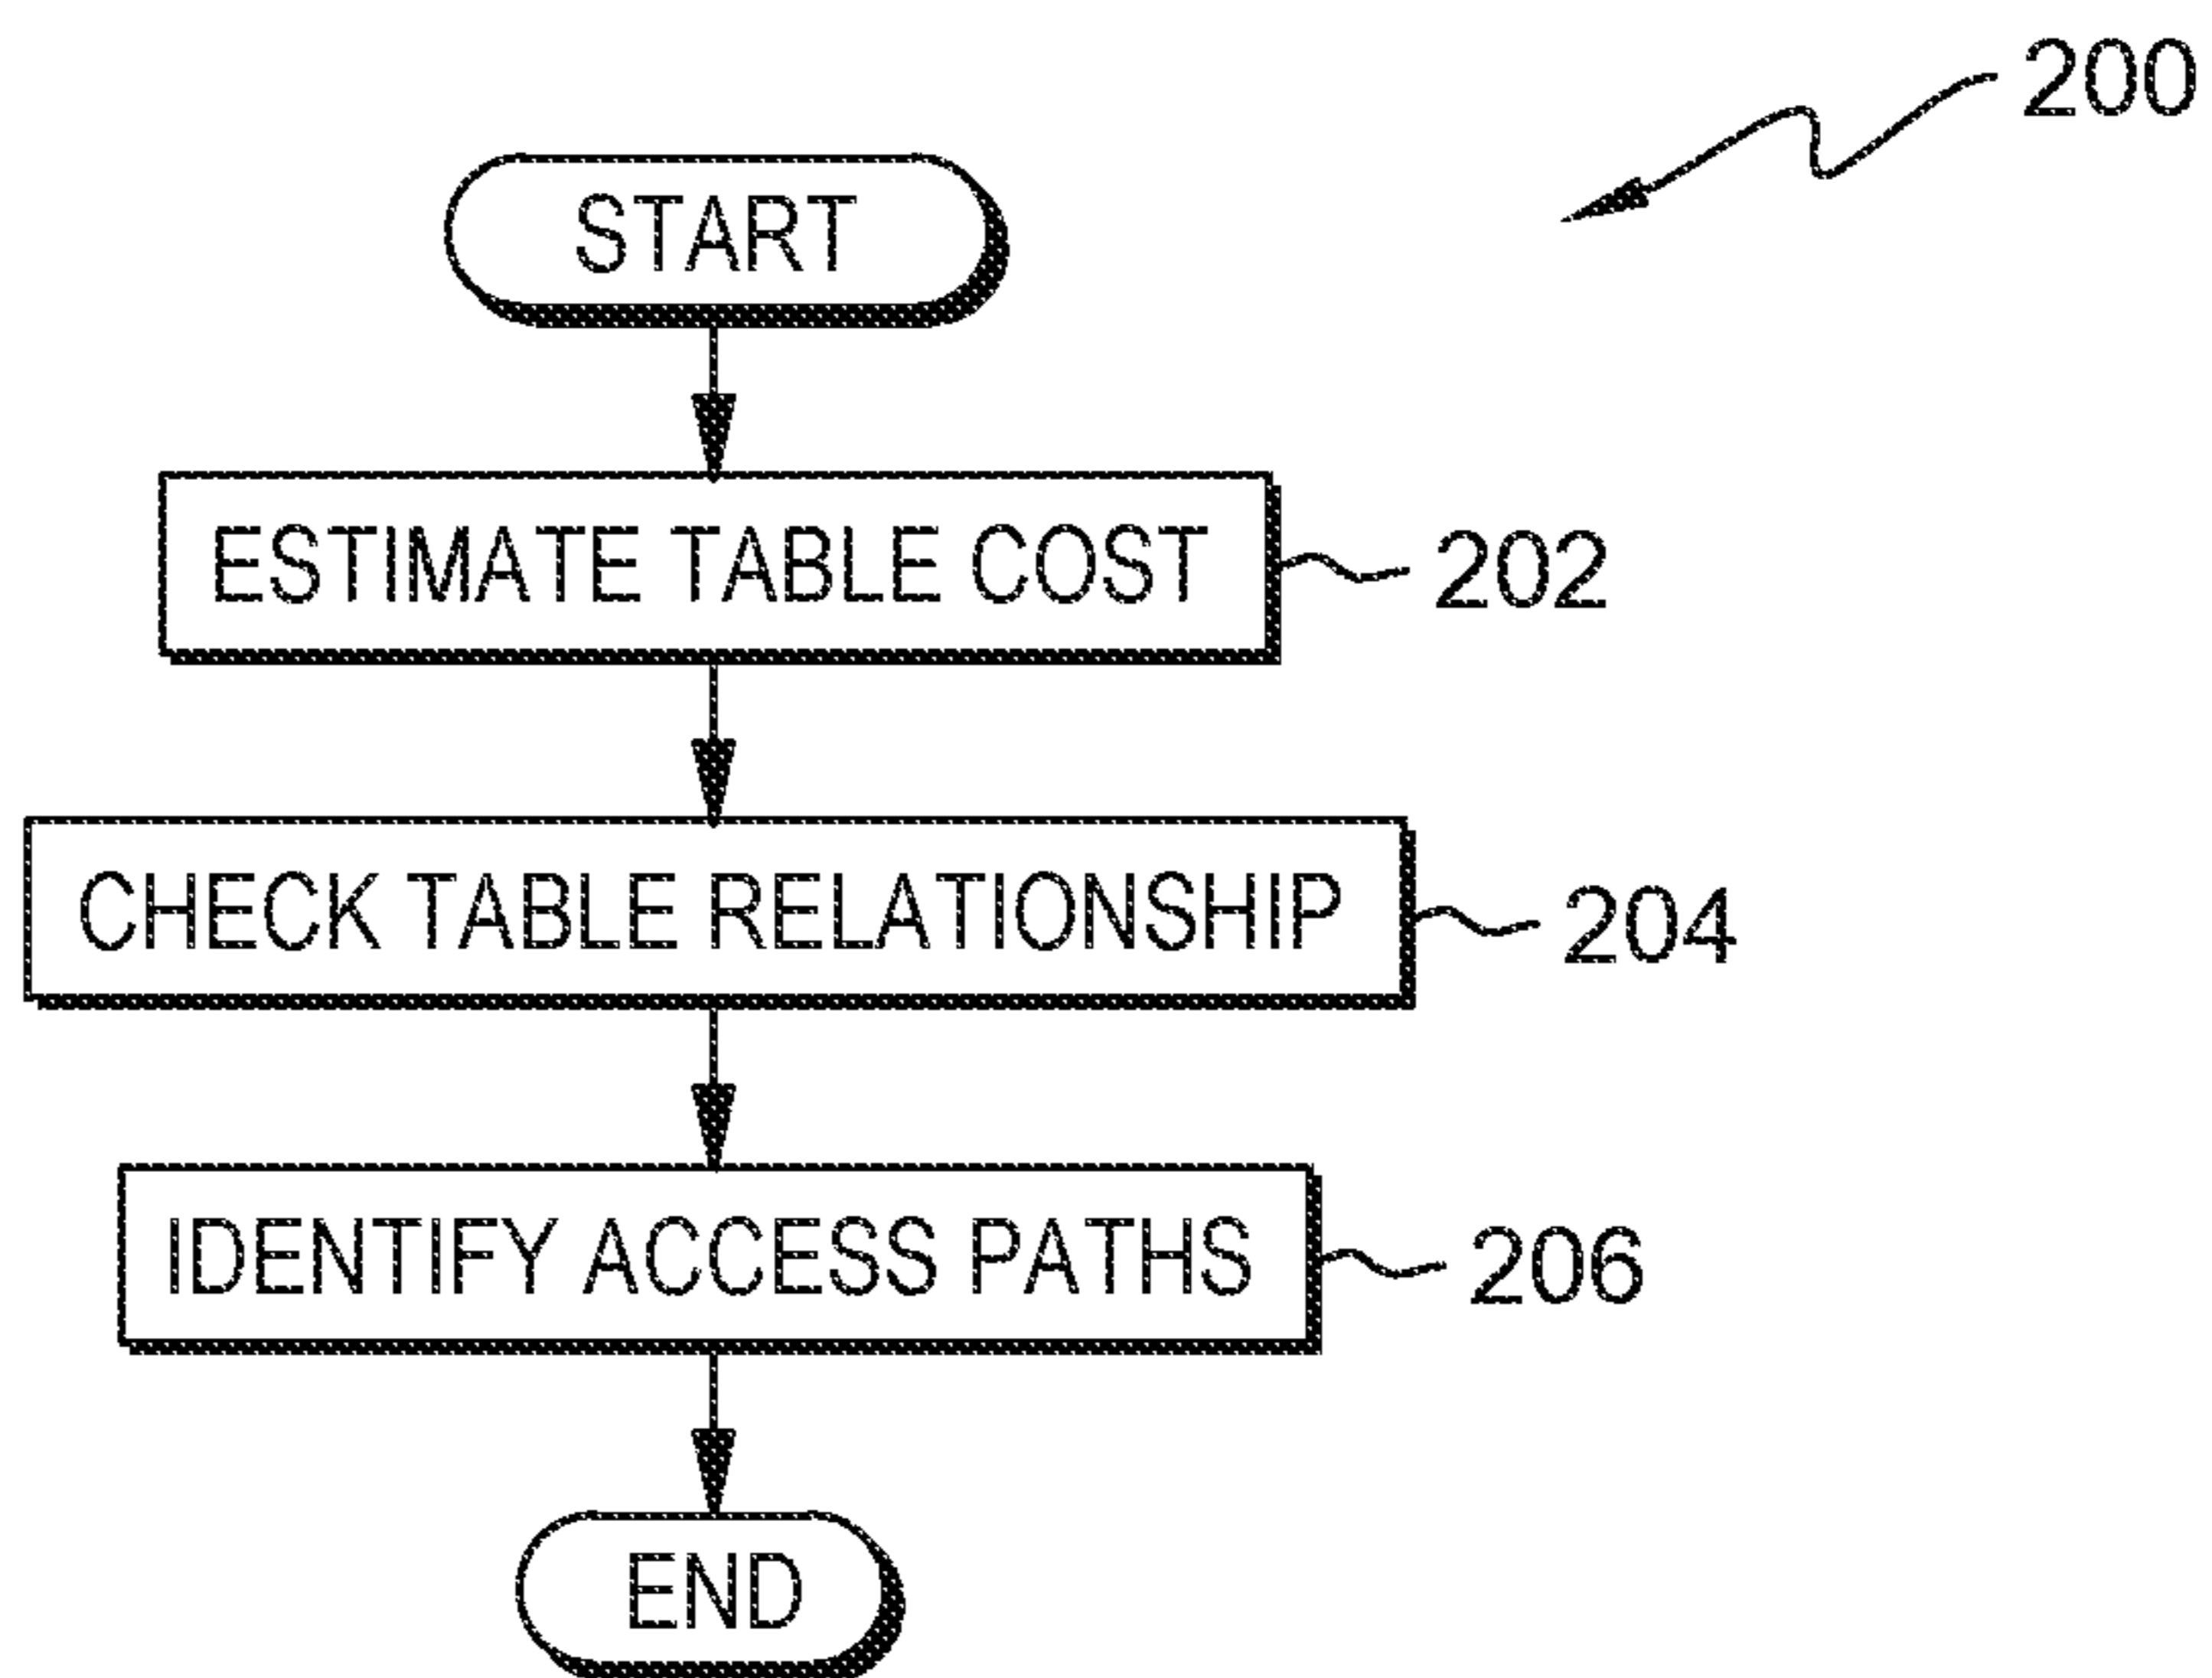 200
START
ESTIMATE TABLE COST 202
CHECK TABLE RELATIONSHIP 204
IDENTIFY ACCESS PATHS 206
END